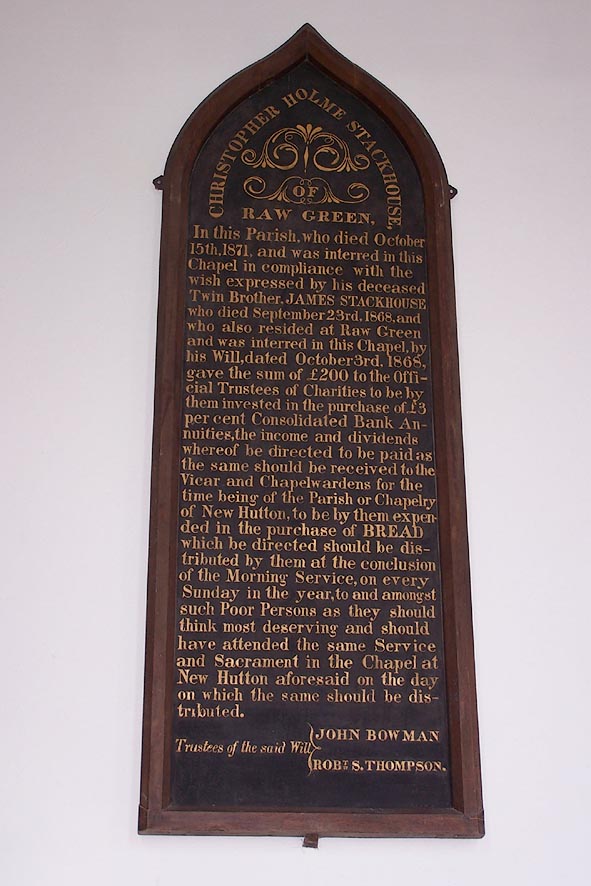 CHRISTOPHER HOLME STACKHOUSE,
OF
RAW GREEN,
In this Parish, who died October
15th, 1871, and was interred in this
Chapel in compliance with the
wish expressed by his deceased
Twin Brother, JAMES STACKHOUSE
who died September 23rd, 1868, and
who also resided at Raw Green
and was interred in this Chapel, by
his Will, dated October 3rd, 1868,
gave the sum of £200 to the Offi-
cial Trustees of Charities to be by
them invested in the purchase of £3
per cent Consolidated Bank An-
nuities, the income and dividends
whereof he directed to be paid as
the same should be received to the
Vicar and Chapelwardens for the
time being of the Parish or Chapelry
of New Hutton, to be by them expen-
ded in the purchase of BREAD
which he directed should be dis-
tributed by them at the conclusion
of the Morning Service, on every
Sunday in the year, to and amongst
such Poor Persons as they should
think most deserving and should
have attended the same Service
and Sacrament in the Chapel at
New Hutton aforesaid on the day
on which the same should be dis-
tributed.
Trustees of the said Will
JOHN BOWMAN
ROBT. S. THOMPSON.